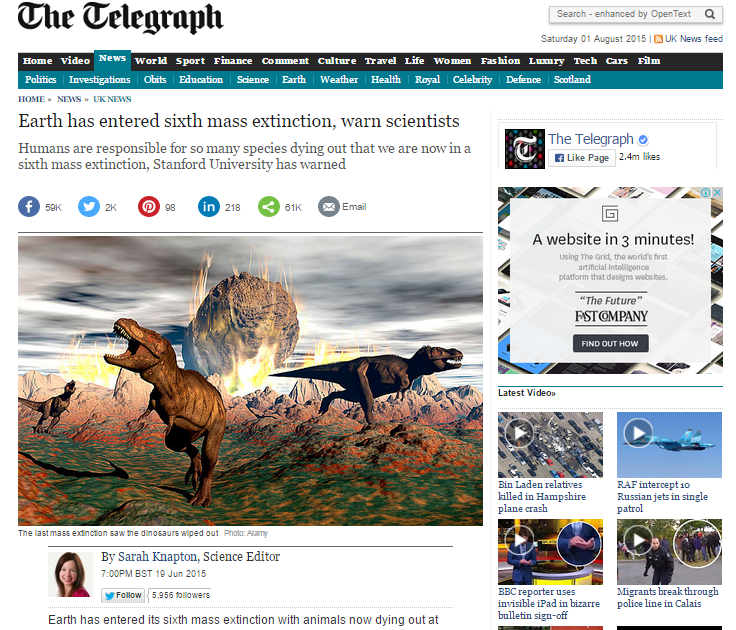 The Telegraph
Search - enhanced by OpenText
Saturday 01 August 2015 | UK News feed
Home Video News World Sport Finance Comment Culture Travel Life Women Fashion Luxury Tech Cars Film
Politics Investigations Obits Education Science Earth Weather Health Royal Celebrity Defence Scotland
HOME » NEWS » UK NEWS
Earth has entered sixth mass extinction, warn scientists
Humans are responsible for so many species dying out that we are now in a
sixth mass extinction, Stanford University has warned
59K 2K 98 218 61K Email
The last mass extinction saw the dinosaurs wiped out Photo: Alamy
By Sarah Knapton, Science Editor
7:00PM BST 19 Jun 2015
Follow 5,956 followers
Earth has entered its sixth mass extinction with animals now dying out at
The Telegraph
Like Page 2.4m likes
A website in 3 minutes!
Using The Grid, the world's first
artificial intelligence
platform that designs websites.
"The Future"
FAST COMPANY
FIND OUT HOW
Latest Video»
Bin Laden relatives
killed in Hampshire
plane crash
RAF intercept 10
Russian jets in single
patrol
BBC reporter uses
invisible iPad in bizarre
bulletin sign-off
Migrants break through
police line in Calais